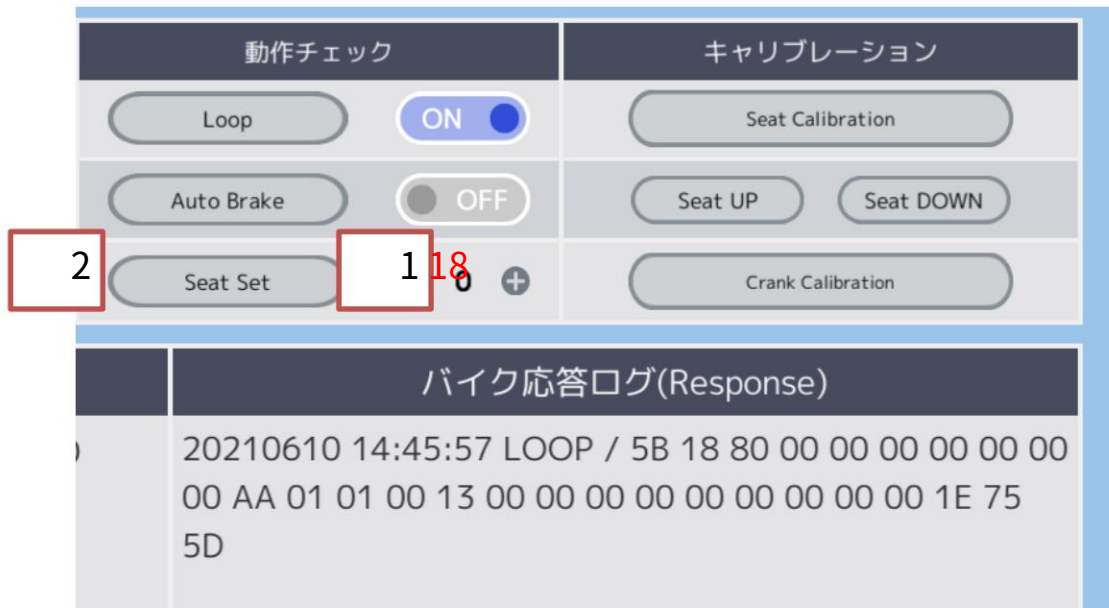 動作チェック キャリブレーション
Loop ON Seat Calibration
Auto Brake OFF Seat UP Seat DOWN
2 Seat Set 1 18 0 + Crank Calibration
バイク応答ログ(Response)
20210610 14:45:57 LOOP / 5B 18 80 00 00 00 00 00 00
00 AA 01 01 00 13 00 00 00 00 00 00 00 00 00 1E 75
5D